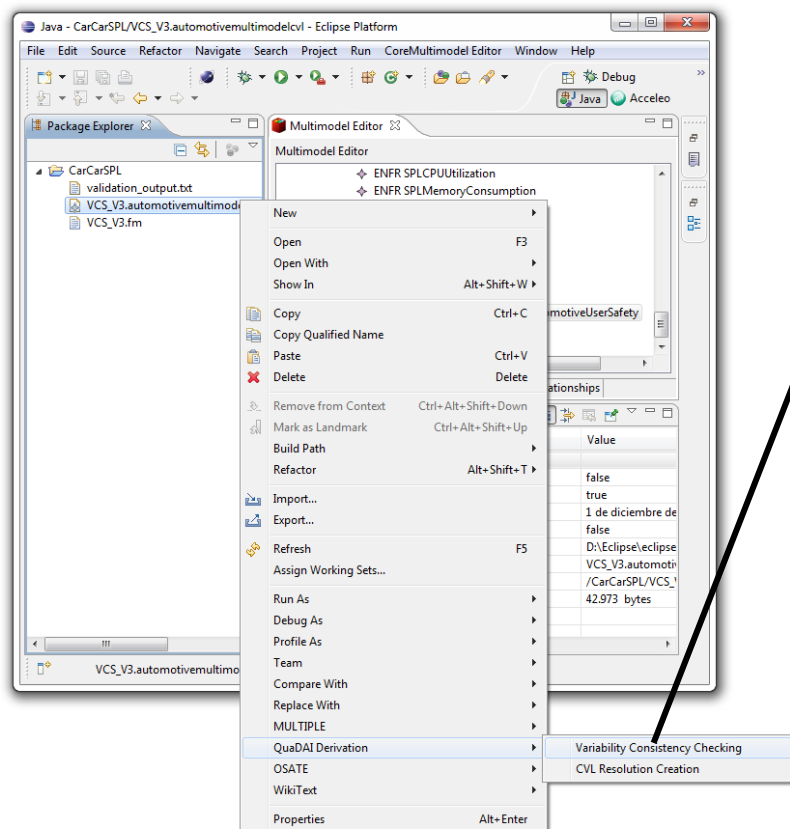 Java - CarCarSPL/VCS_V3.automotivemultimodelcvl - Eclipse Platform
File Edit Source Refactor Navigate Search Project Run CoreMultimodel Editor Window Help
Debug
Java Acceleo
Package Explorer
Multimodel Editor
Multimodel Editor
CarCarSPL
validation_output.txt
VCS_V3.automotivemultimode
VCS_V3.fm
ENFR SPLCPUUtilization
ENFR SPLMemoryConsumption
omotiveUserSafety
ationships
Value
false
true
1 de diciembre de
false
D:\Eclipse\eclipse
VCS_V3.automotiv
/CarCarSPL/VCS_V
42.973 bytes
VCS_V3.automotivemultimo
New
Open F3
Open With
Show In Alt+Shift+W
Copy Ctrl+C
Copy Qualified Name
Paste Ctrl+V
Delete Delete
Remove from Context Ctrl+Alt+Shift+Down
Mark as Landmark Ctrl+Alt+Shift+Up
Build Path
Refactor Alt+Shift+T
Import...
Export...
Refresh F5
Assign Working Sets...
Run As
Debug As
Profile As
Team
Compare With
Replace With
MULTIPLE
QuaDAI Derivation
OSATE
WikiText
Properties Alt+Enter
Variability Consistency Checking
CVL Resolution Creation